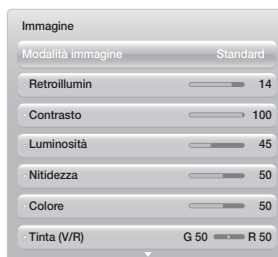 Immagine
Modalità immagine Standard
· Retroillumin 14
· Contrasto 100
· Luminosità 45
· Nitidezza 50
· Colore 50
· Tinta (V/R) G 50 R 50